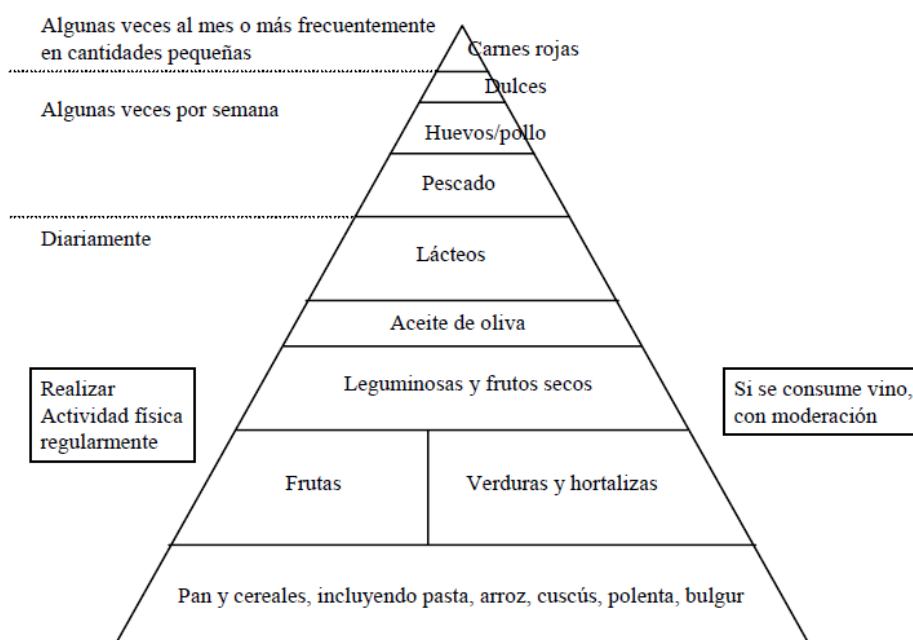 Algunas veces al mes o más frecuentemente
en cantidades pequeñas
Carnes rojas
Dulces
Algunas veces por semana
Huevos/pollo
Pescado
Diariamente
Lácteos
Aceite de oliva
Leguminosas y frutos secos
Realizar
Actividad física
regularmente
Si se consume vino,
con moderación
Frutas
Verduras y hortalizas
Pan y cereales, incluyendo pasta, arroz, cuscús, polenta, bulgur